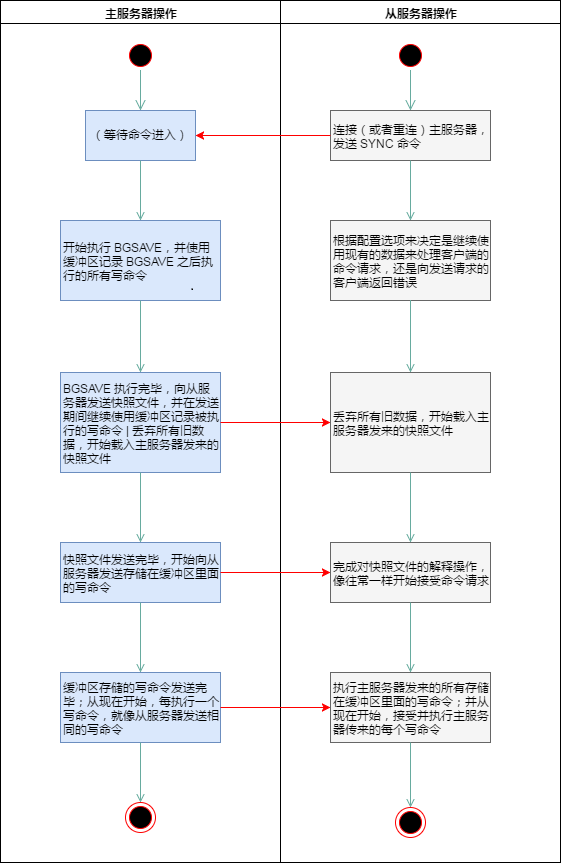 主服务器操作
从服务器操作
（等待命令进入）
连接（或者重连）主服务器，
发送 SYNC 命令
开始执行 BGSAVE，并使用
缓冲区记录 BGSAVE 之后执
行的所有写命令
.
根据配置选项来决定是继续使
用现有的数据来处理客户端的
命令请求，还是向发送请求的
客户端返回错误
BGSAVE 执行完毕，向从服
务器发送快照文件，并在发送
期间继续使用缓冲区记录被执
行的写命令 | 丢弃所有旧数
据，开始载入主服务器发来的
快照文件
丢弃所有旧数据，开始载入主
服务器发来的快照文件
快照文件发送完毕，开始向从
服务器发送存储在缓冲区里面
的写命令
完成对快照文件的解释操作，
像往常一样开始接受命令请求
缓冲区存储的写命令发送完
毕；从现在开始，每执行一个
写命令，就像从服务器发送相
同的写命令
执行主服务器发来的所有存储
在缓冲区里面的写命令；并从
现在开始，接受并执行主服务
器传来的每个写命令